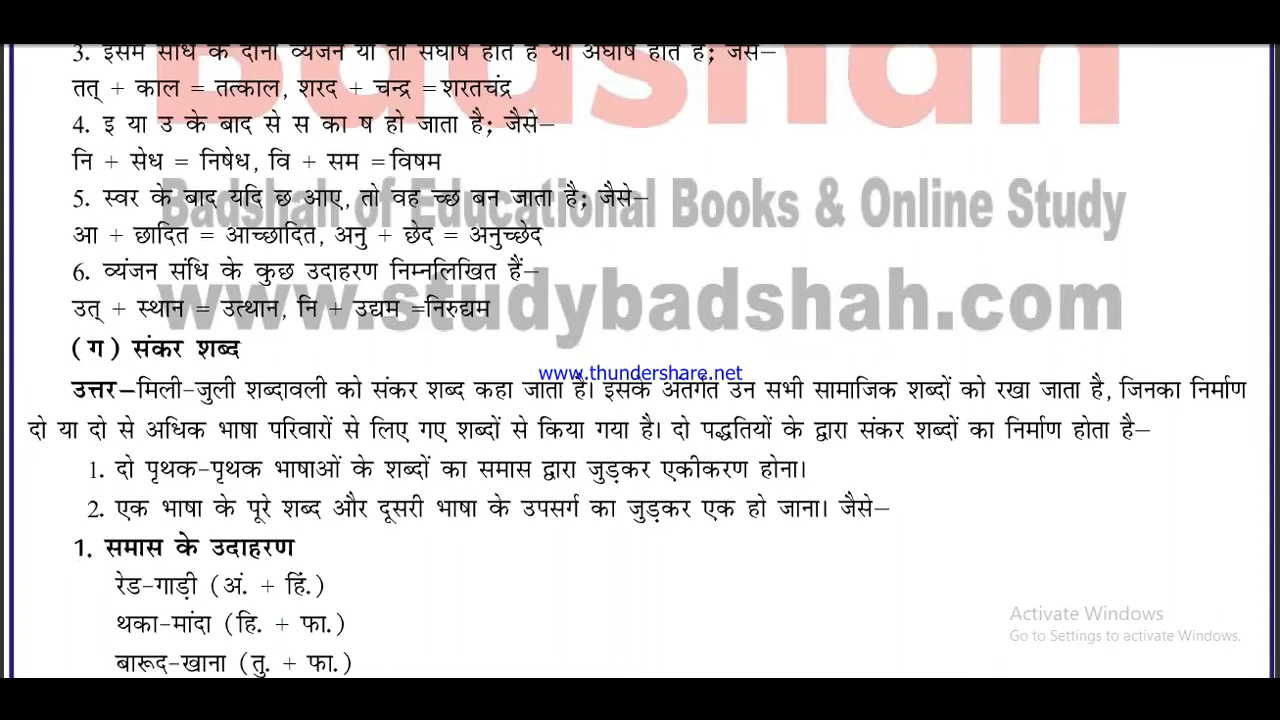 3. इसमें संधि के दोनों व्यंजन या तो सघोष होते हैं या अघोष होते हैं; जैसे–
तत् + काल = तत्काल, शरद + चन्द्र =शरतचंद्र
4. इ या उ के बाद से स का ष हो जाता है; जैसे–
नि + सेध = निषेध, वि + सम =विषम
5. स्वर के बाद यदि छ आए, तो वह च्छ बन जाता है; जैसे–
आ + छादित = आच्छादित, अनु + छेद = अनुच्छेद
6. व्यंजन संधि के कुछ उदाहरण निम्नलिखित हैं–
उत् + स्थान = उत्थान, नि + उद्यम =निरुद्यम
(ग) संकर शब्द
उत्तर–मिली-जुली शब्दावली को संकर शब्द कहा जाता है। इसके अंतर्गत उन सभी सामाजिक शब्दों को रखा जाता है, जिनका निर्माण
दो या दो से अधिक भाषा परिवारों से लिए गए शब्दों से किया गया है। दो पद्धतियों के द्वारा संकर शब्दों का निर्माण होता है–
1. दो पृथक-पृथक भाषाओं के शब्दों का समास द्वारा जुड़कर एकीकरण होना।
2. एक भाषा के पूरे शब्द और दूसरी भाषा के उपसर्ग का जुड़कर एक हो जाना। जैसे–
1. समास के उदाहरण
रेड-गाड़ी (अं. + हिं.)
थका-मांदा (हि. + फा.)
बारूद-खाना (तु. + फा.)
Badshah
Badshah of Educational Books & Online Study
www.studybadshah.com
www.thundershare.net
Activate Windows
Go to Settings to activate Windows.